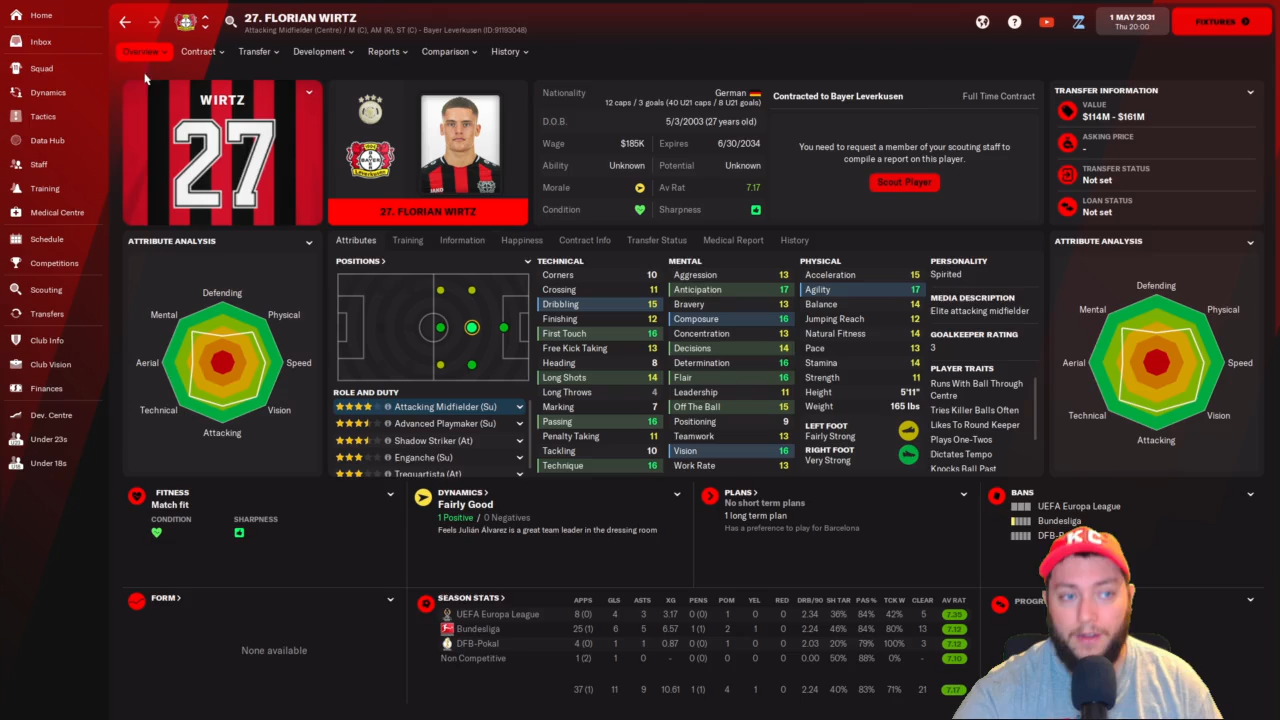 Home
27. FLORIAN WIRTZ
Attacking Midfielder (Centre) / M (C), AM (R), ST (C) - Bayer Leverkusen (ID:91193048)
1 MAY 2031
Thu 20:00
FIXTURES
Inbox
Squad
Dynamics
Tactics
Data Hub
Staff
Training
Medical Centre
Schedule
Competitions
Scouting
Transfers
Club Info
Club Vision
Finances
Dev. Centre
Under 23s
Under 18s
Overview
Contract
Transfer
Development
Reports
Comparison
History
WIRTZ
27
27. FLORIAN WIRTZ
Nationality German
12 caps / 3 goals (40 U21 caps / 8 U21 goals)
D.O.B. 5/3/2003 (27 years old)
Wage $185K Expires 6/30/2034
Ability Unknown Potential Unknown
Morale Av Rat 7.17
Condition Sharpness
Contracted to Bayer Leverkusen Full Time Contract
You need to request a member of your scouting staff to
compile a report on this player.
Scout Player
TRANSFER INFORMATION
VALUE
$114M - $161M
ASKING PRICE
-
TRANSFER STATUS
Not set
LOAN STATUS
Not set
ATTRIBUTE ANALYSIS
Defending
Mental Physical
Aerial Speed
Technical Vision
Attacking
Attributes Training Information Happiness Contract Info Transfer Status Medical Report History
POSITIONS >
ROLE AND DUTY
Attacking Midfielder (Su)
Advanced Playmaker (Su)
Shadow Striker (At)
Enganche (Su)
Trequartista (At)
TECHNICAL
Corners 10
Crossing 11
Dribbling 15
Finishing 12
First Touch 16
Free Kick Taking 13
Heading 8
Long Shots 14
Long Throws 4
Marking 7
Passing 16
Penalty Taking 11
Tackling 10
Technique 16
MENTAL
Aggression 13
Anticipation 17
Bravery 13
Composure 16
Concentration 13
Decisions 14
Determination 16
Flair 16
Leadership 11
Off The Ball 15
Positioning 9
Teamwork 13
Vision 16
Work Rate 13
PHYSICAL
Acceleration 15
Agility 17
Balance 14
Jumping Reach 12
Natural Fitness 14
Pace 13
Stamina 14
Strength 11
Height 5'11"
Weight 165 lbs
LEFT FOOT
Fairly Strong
RIGHT FOOT
Very Strong
PERSONALITY
Spirited
MEDIA DESCRIPTION
Elite attacking midfielder
GOALKEEPER RATING
3
PLAYER TRAITS
Runs With Ball Through
Centre
Tries Killer Balls Often
Likes To Round Keeper
Plays One-Twos
Dictates Tempo
Knocks Ball Past
ATTRIBUTE ANALYSIS
Defending
Mental Physical
Aerial Speed
Technical Vision
Attacking
FITNESS
Match fit
CONDITION SHARPNESS
DYNAMICS >
Fairly Good
1 Positive / 0 Negatives
Feels Julián Álvarez is a great team leader in the dressing room
PLANS >
No short term plans
1 long term plan
Has a preference to play for Barcelona
BANS
UEFA Europa League
Bundesliga
DFB-P
KC
FORM >
None available
SEASON STATS > APPS GLS ASTS XG PENS POM YEL RED DRB/90 SH TAR PAS% TCK W CLEAR AV RAT
UEFA Europa League 8 (0) 4 3 3.17 0 (0) 1 0 0 2.34 36% 84% 42% 5 7.35
Bundesliga 25 (1) 6 5 6.57 1 (1) 2 1 0 2.24 46% 84% 80% 13 7.12
DFB-Pokal 4 (0) 1 1 0.87 0 (0) 1 0 0 2.03 20% 79% 100% 3 7.12
Non Competitive 1 (2) 1 0 - 0 (0) 0 0 0 0.00 50% 88% 0% - 7.10
37 (1) 11 9 10.61 1 (1) 4 1 0 2.24 40% 83% 71% 21 7.17
PROGR